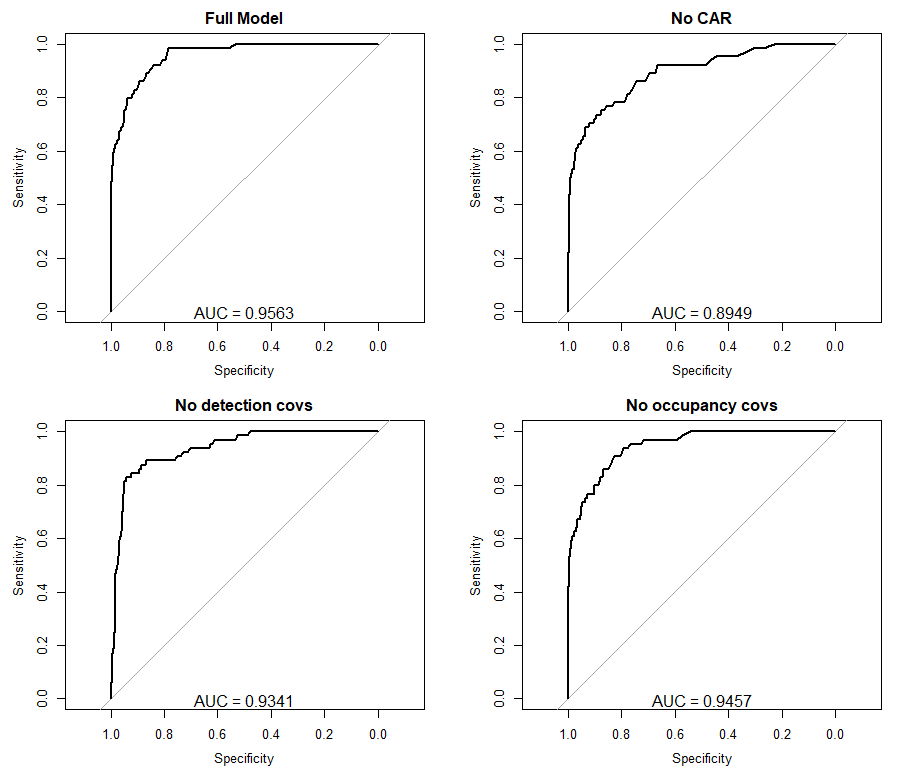 Full Model
1.0
0.8
0.6
0.4
0.2
0.0
Sensitivity
AUC = 0.9563
1.0 0.8 0.6 0.4 0.2 0.0
Specificity
No CAR
1.0
0.8
0.6
0.4
0.2
0.0
Sensitivity
AUC = 0.8949
1.0 0.8 0.6 0.4 0.2 0.0
Specificity
No detection covs
1.0
0.8
0.6
0.4
0.2
0.0
Sensitivity
AUC = 0.9341
1.0 0.8 0.6 0.4 0.2 0.0
Specificity
No occupancy covs
1.0
0.8
0.6
0.4
0.2
0.0
Sensitivity
AUC = 0.9457
1.0 0.8 0.6 0.4 0.2 0.0
Specificity